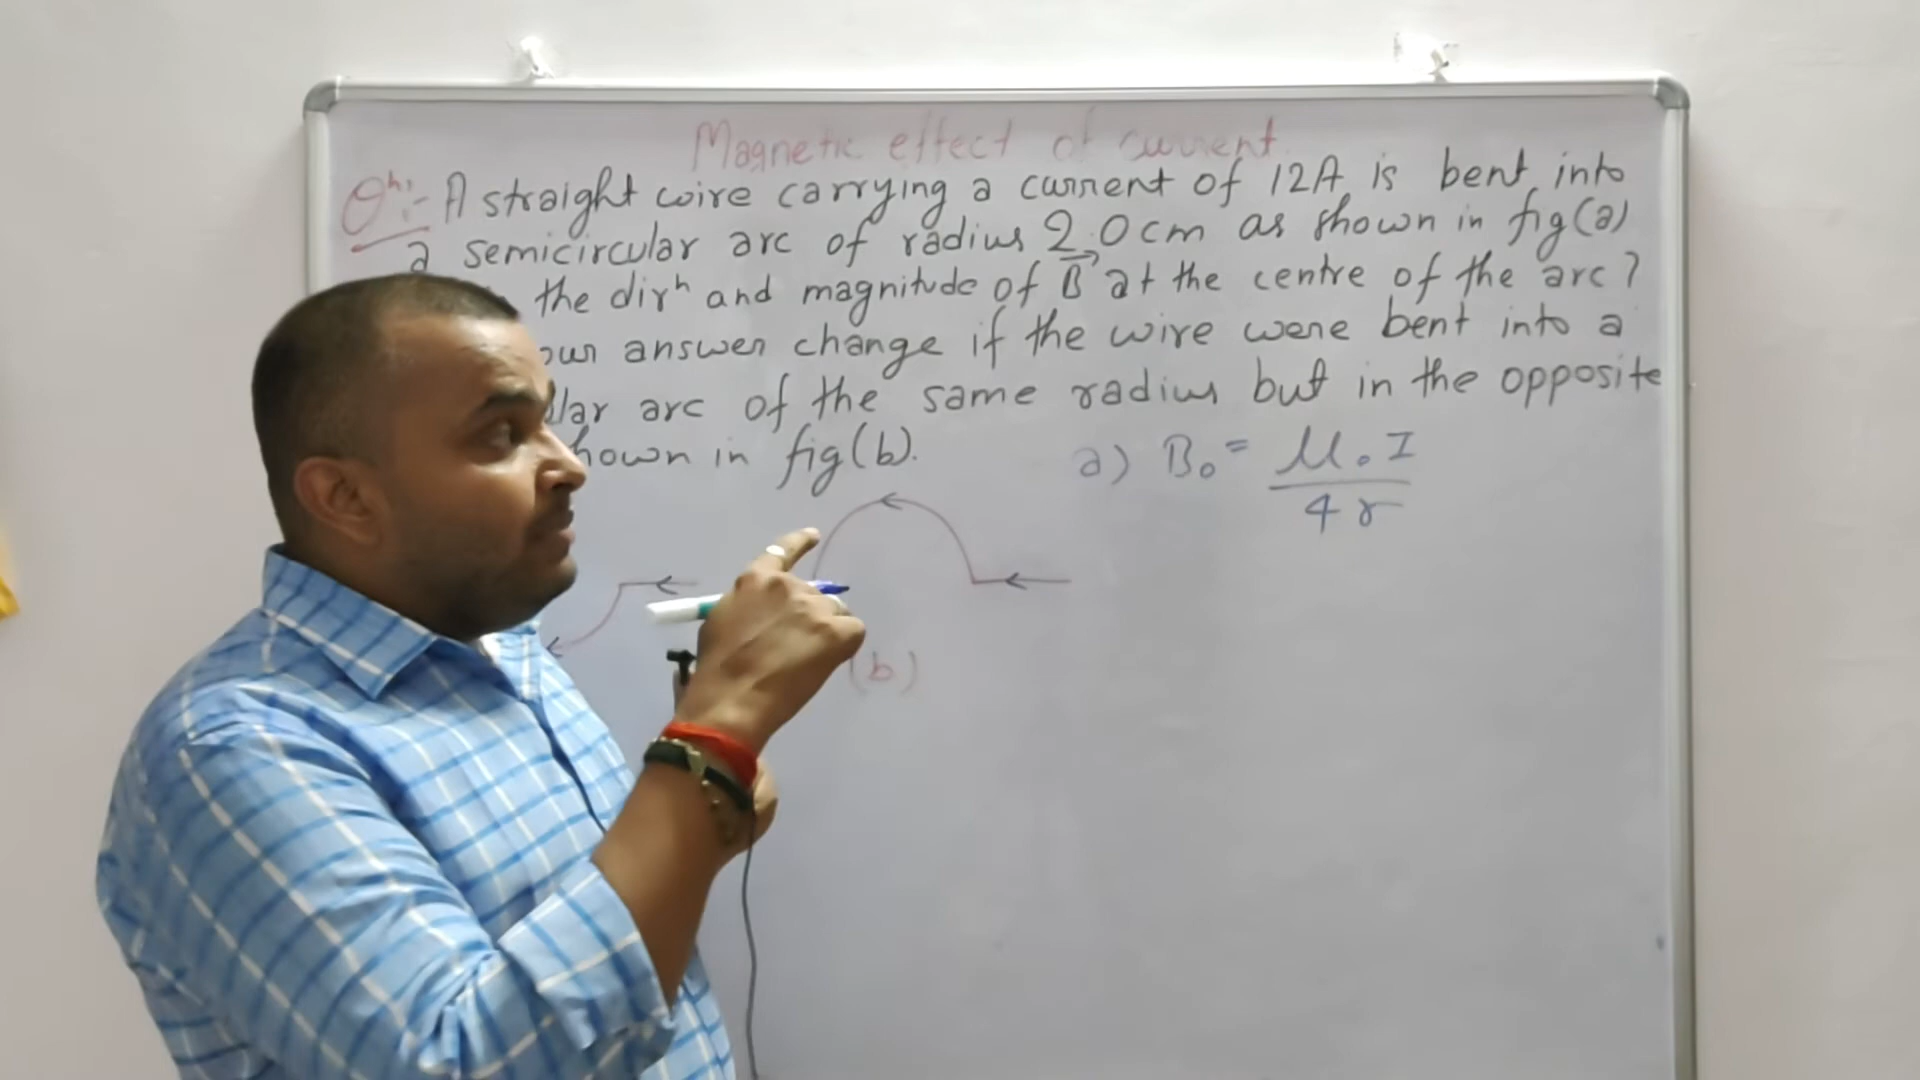 Magnetic effect of current
Qn:- A straight wire carrying a current of 12A is bent into
a semicircular arc of radius 2.0cm as shown in fig(a)
the dirn and magnitude of B at the centre of the arc?
answer change if the wire were bent into a
arc of the same radius but in the opposite
in fig(b).
a) B₀ = μ₀I / 4r
(b)